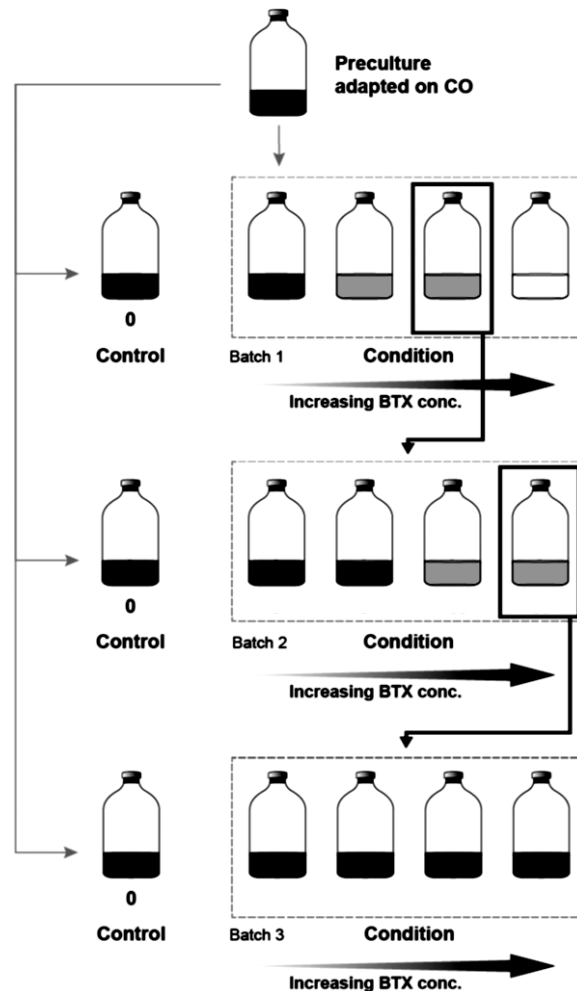 Preculture
adapted on CO
0
Control
Batch 1
Condition
Increasing BTX conc.
0
Control
Batch 2
Condition
Increasing BTX conc.
0
Control
Batch 3
Condition
Increasing BTX conc.